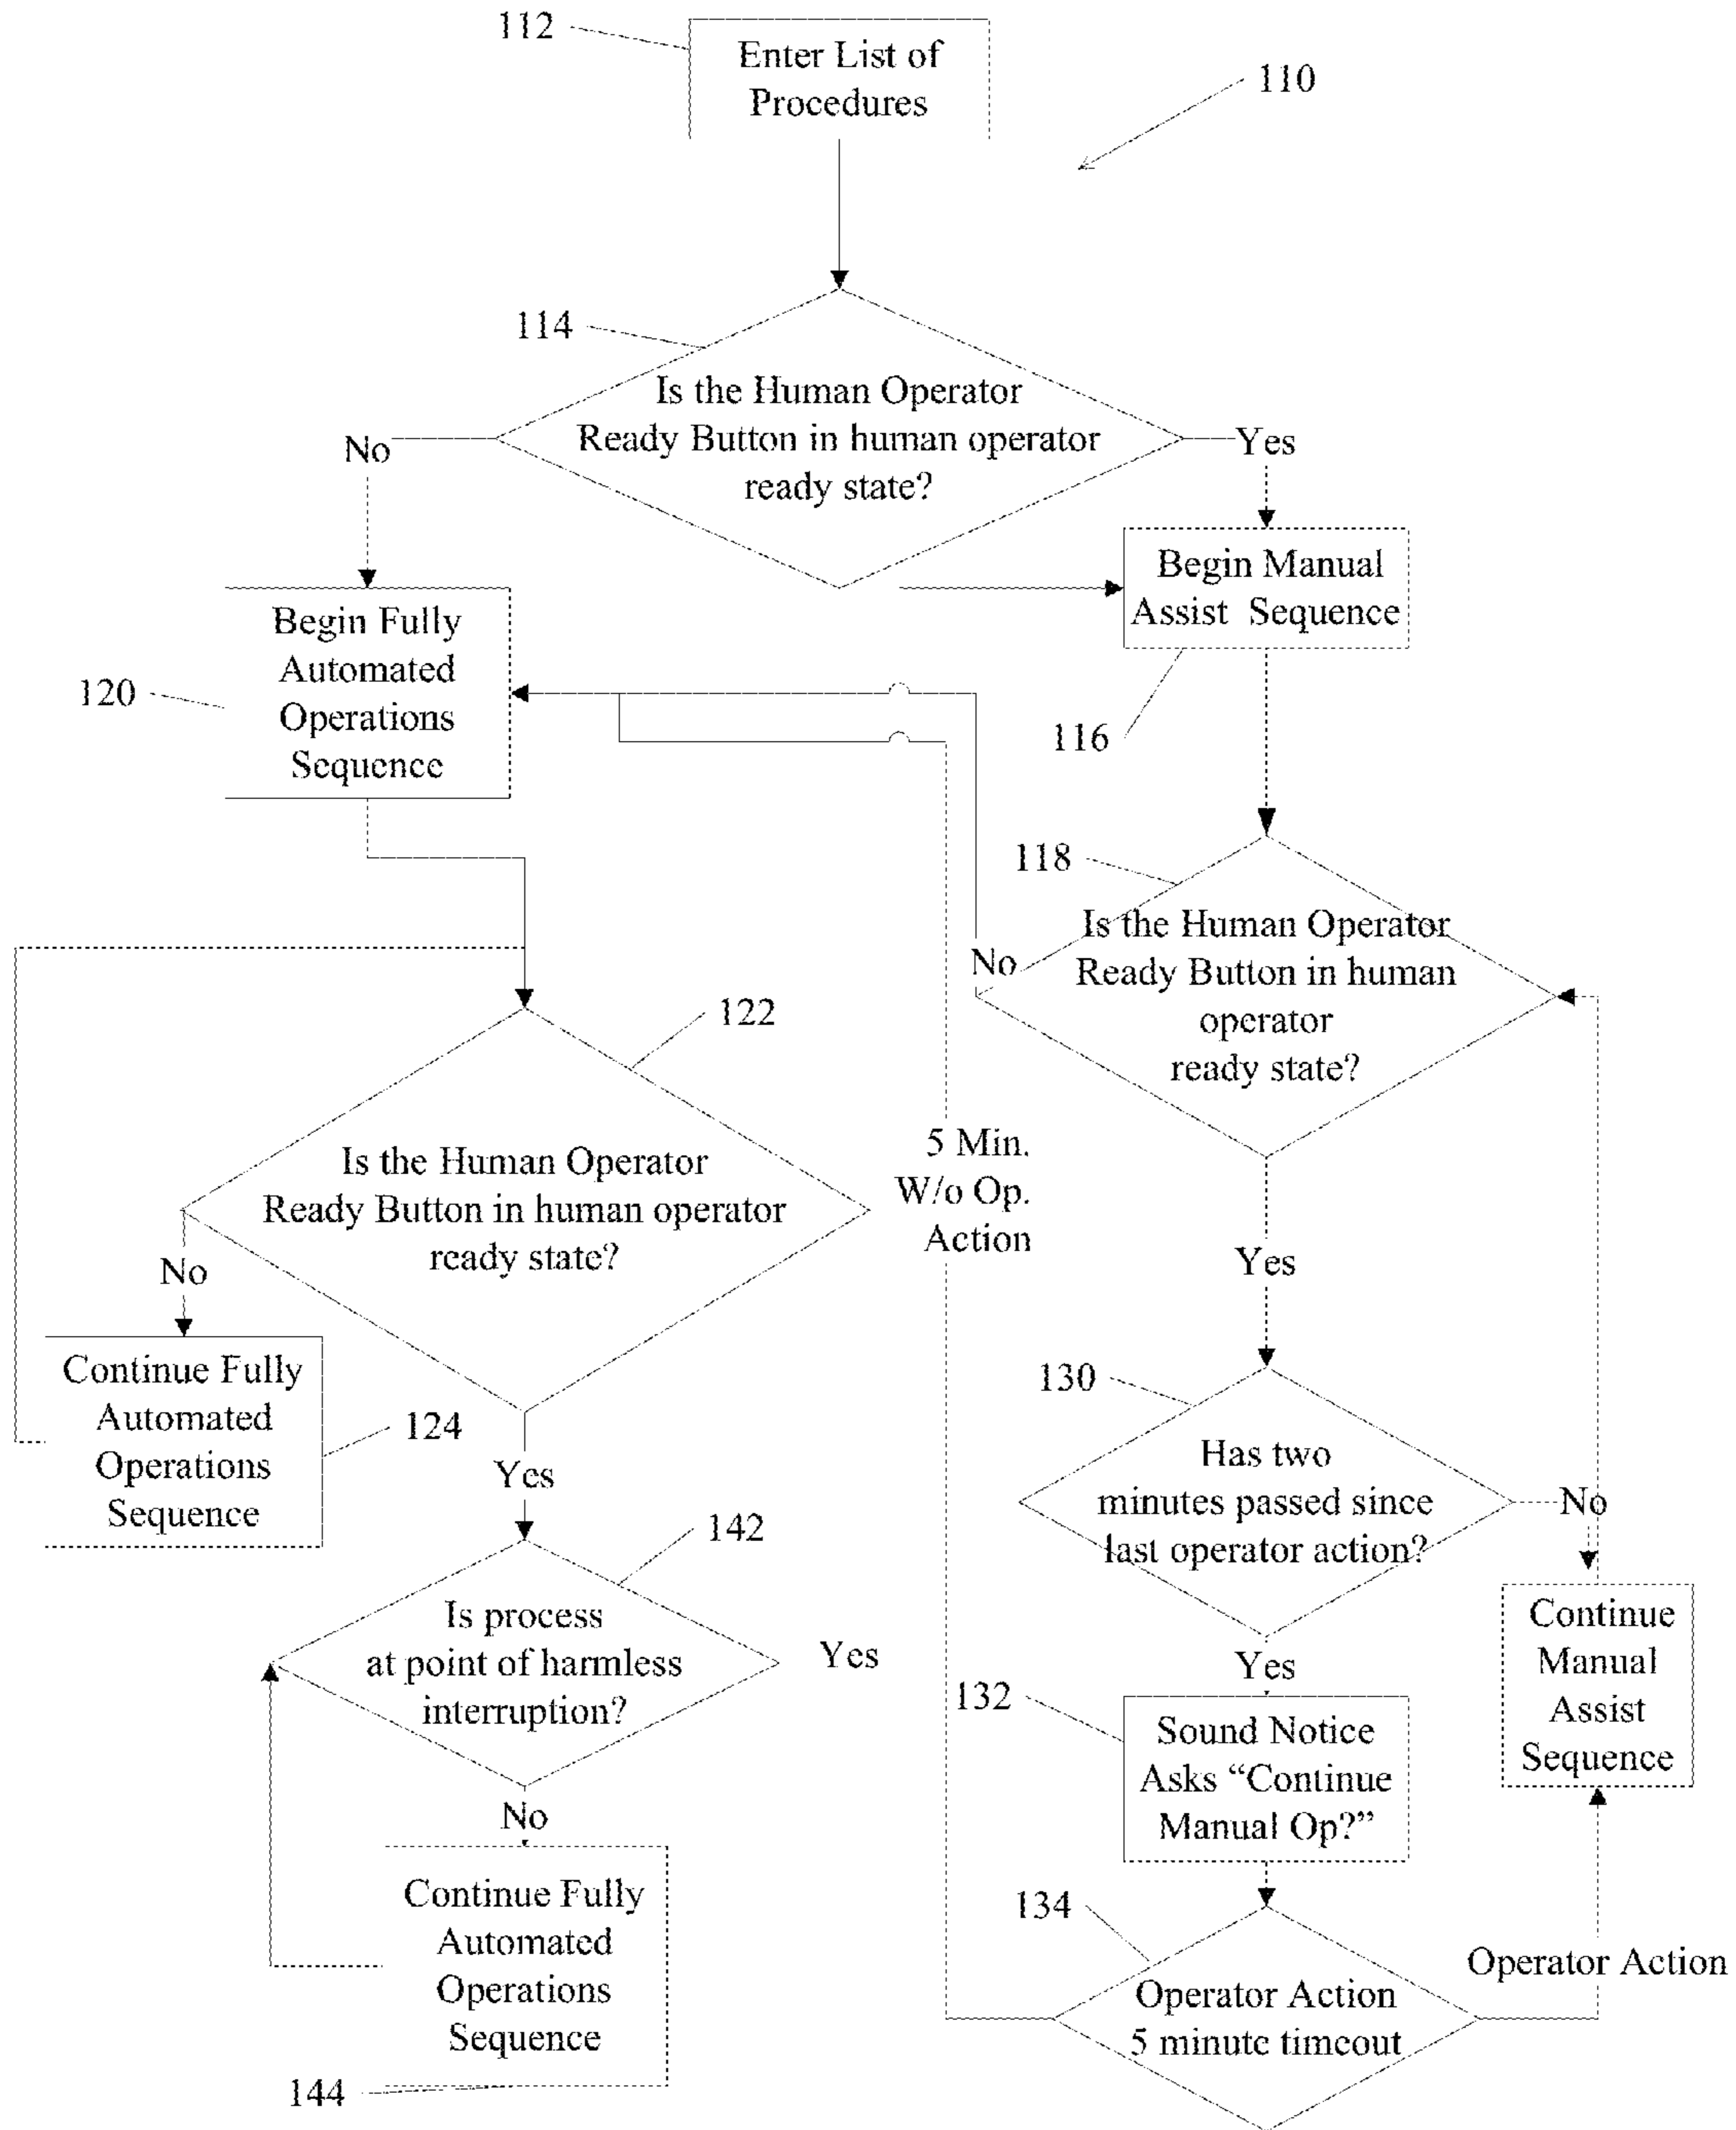 112
Enter List of
Procedures
110
114
Is the Human Operator
Ready Button in human operator
ready state?
No
Yes
Begin Manual
Assist Sequence
116
Begin Fully
Automated
Operations
Sequence
120
118
Is the Human Operator
Ready Button in human
operator
ready state?
No
122
Is the Human Operator
Ready Button in human operator
ready state?
5 Min.
W/o Op.
Action
Yes
No
Continue Fully
Automated
Operations
Sequence
124
Yes
130
Has two
minutes passed since
last operator action?
No
142
Is process
at point of harmless
interruption?
Yes
Yes
Continue
Manual
Assist
Sequence
132
Sound Notice
Asks “Continue
Manual Op?”
No
Continue Fully
Automated
Operations
Sequence
144
134
Operator Action
5 minute timeout
Operator Action